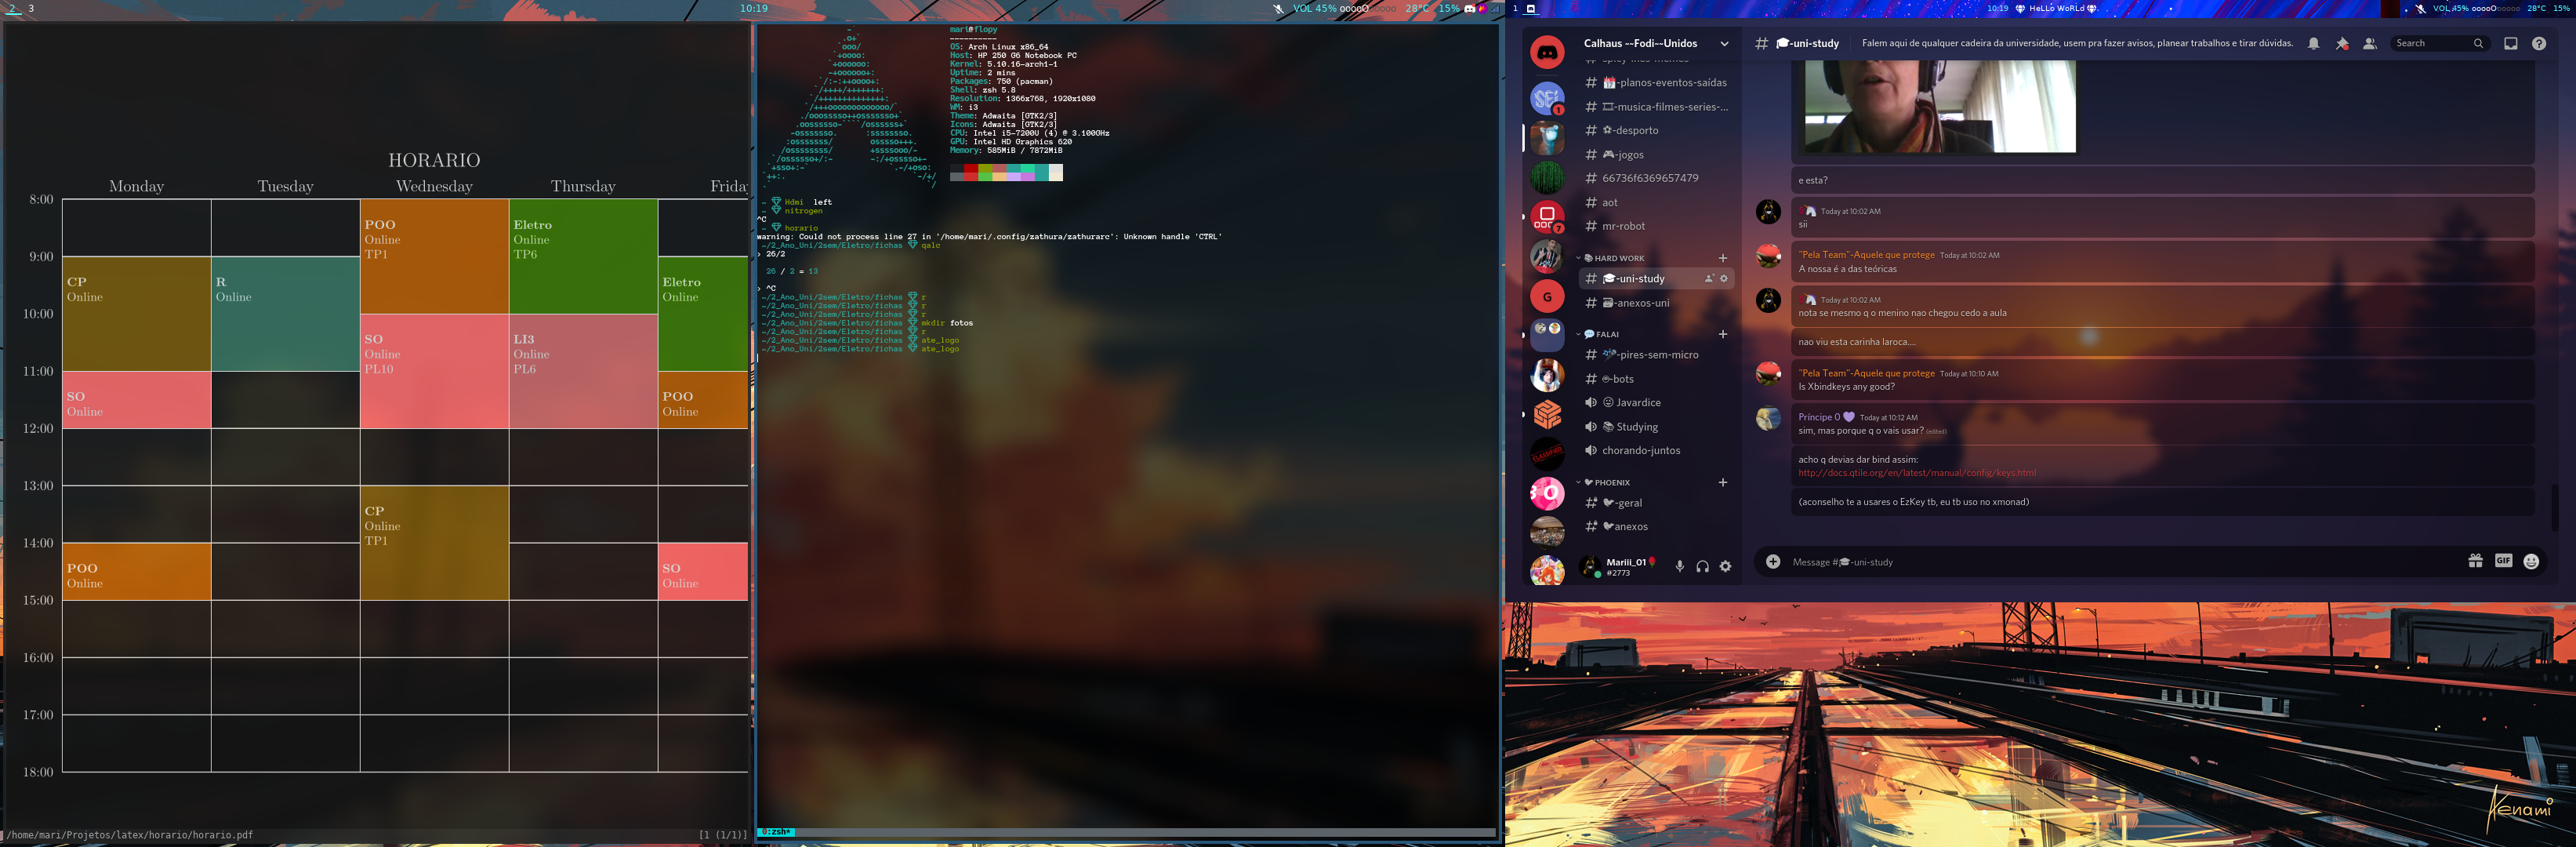 2 3
10:19
VOL 45% ooooOooooo 28°C 15%
HORARIO
Monday Tuesday Wednesday Thursday Friday
8:00
POO
Online
TP1
Eletro
Online
TP6
9:00
CP
Online
R
Online
Eletro
Online
10:00
SO
Online
PL10
LI3
Online
PL6
11:00
SO
Online
POO
Online
12:00
13:00
CP
Online
TP1
14:00
POO
Online
SO
Online
15:00
16:00
17:00
18:00
/home/mari/Projetos/latex/horario/horario.pdf [1 (1/1)]
mari@flopy
----------
OS: Arch Linux x86_64
Host: HP 250 G6 Notebook PC
Kernel: 5.10.16-arch1-1
Uptime: 2 mins
Packages: 750 (pacman)
Shell: zsh 5.8
Resolution: 1366x768, 1920x1080
WM: i3
Theme: Adwaita [GTK2/3]
Icons: Adwaita [GTK2/3]
CPU: Intel i5-7200U (4) @ 3.100GHz
GPU: Intel HD Graphics 620
Memory: 585MiB / 7872MiB
~ Hdmi left
~ nitrogen
^C
~ horario
warning: Could not process line 27 in '/home/mari/.config/zathura/zathurarc': Unknown handle 'CTRL'
~/2_Ano_Uni/2sem/Eletro/fichas qalc
> 26/2
26 / 2 = 13
> ^C
~/2_Ano_Uni/2sem/Eletro/fichas r
~/2_Ano_Uni/2sem/Eletro/fichas r
~/2_Ano_Uni/2sem/Eletro/fichas r
~/2_Ano_Uni/2sem/Eletro/fichas mkdir fotos
~/2_Ano_Uni/2sem/Eletro/fichas r
~/2_Ano_Uni/2sem/Eletro/fichas ate_logo
~/2_Ano_Uni/2sem/Eletro/fichas ate_logo
0:zsh*
1
10:19 HeLLo WoRLd
VOL 45% ooooOooooo 28°C 15%
Calhaus ~~Fodi~~Unidos
# 📅-planos-eventos-saídas
# 🎞-musica-filmes-series-...
# ⚽-desporto
# 🎮-jogos
# 66736f6369657479
# aot
# mr-robot
📚 HARD WORK
# 🎓-uni-study
# 🗃-anexos-uni
💬 FALAI
# -pires-sem-micro
# -bots
Javardice
📚 Studying
chorando-juntos
🐦 PHOENIX
# 🐦-geral
# 🐦anexos
Mariii_01🌹
#2773
1
7
G
# 🎓-uni-study
Falem aqui de qualquer cadeira da universidade, usem pra fazer avisos, planear trabalhos e tirar dúvidas.
Search
e esta?
Today at 10:02 AM
sii
"Pela Team"-Aquele que protege Today at 10:02 AM
A nossa é a das teóricas
Today at 10:02 AM
nota se mesmo q o menino nao chegou cedo a aula
nao viu esta carinha laroca....
"Pela Team"-Aquele que protege Today at 10:10 AM
Is Xbindkeys any good?
Príncipe 0 💜 Today at 10:12 AM
sim, mas porque q o vais usar? (edited)
acho q devias dar bind assim:
http://docs.qtile.org/en/latest/manual/config/keys.html
(aconselho te a usares o EzKey tb, eu tb uso no xmonad)
Message #🎓-uni-study
GIF
Kenami